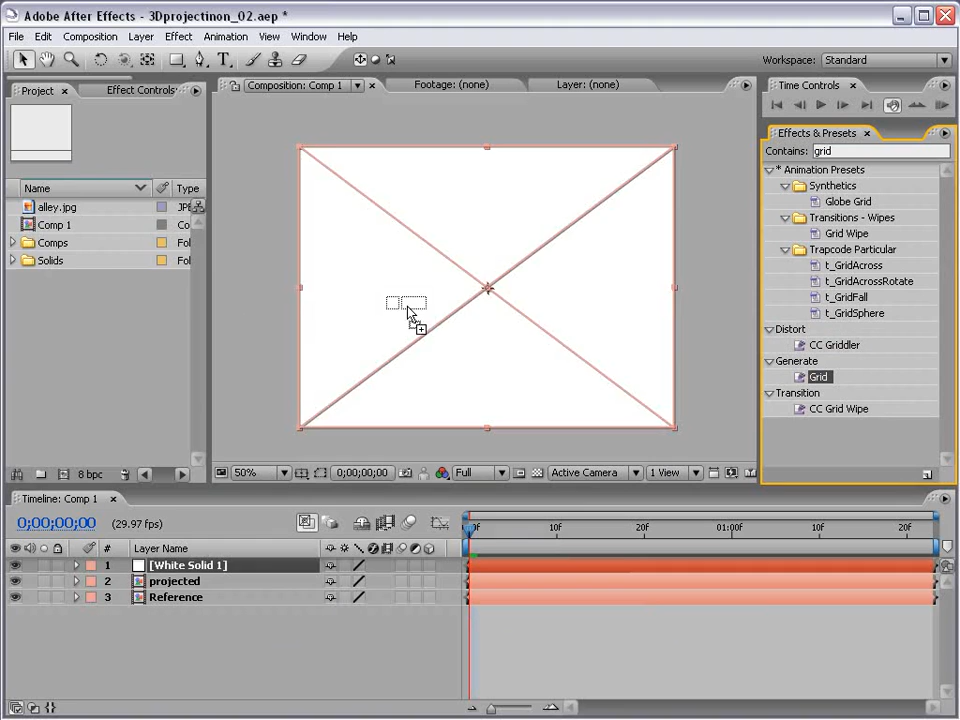 Adobe After Effects - 3Dprojectinon_02.aep *
File Edit Composition Layer Effect Animation View Window Help
Workspace: Standard
Project Effect Controls
Composition: Comp 1 Footage: (none) Layer: (none)
Time Controls
Effects & Presets
Contains: grid
* Animation Presets
Synthetics
Globe Grid
Transitions - Wipes
Grid Wipe
Trapcode Particular
t_GridAcross
t_GridAcrossRotate
t_GridFall
t_GridSphere
Distort
CC Griddler
Generate
Grid
Transition
CC Grid Wipe
Name Type
alley.jpg JPE
Comp 1 Co
Comps Fol
Solids Fol
8 bpc
50% 0;00;00;00 Full Active Camera 1 View
Timeline: Comp 1
0;00;00;00 (29.97 fps)
0f 10f 20f 01:00f 10f 20f
# Layer Name
1 [White Solid 1]
2 projected
3 Reference